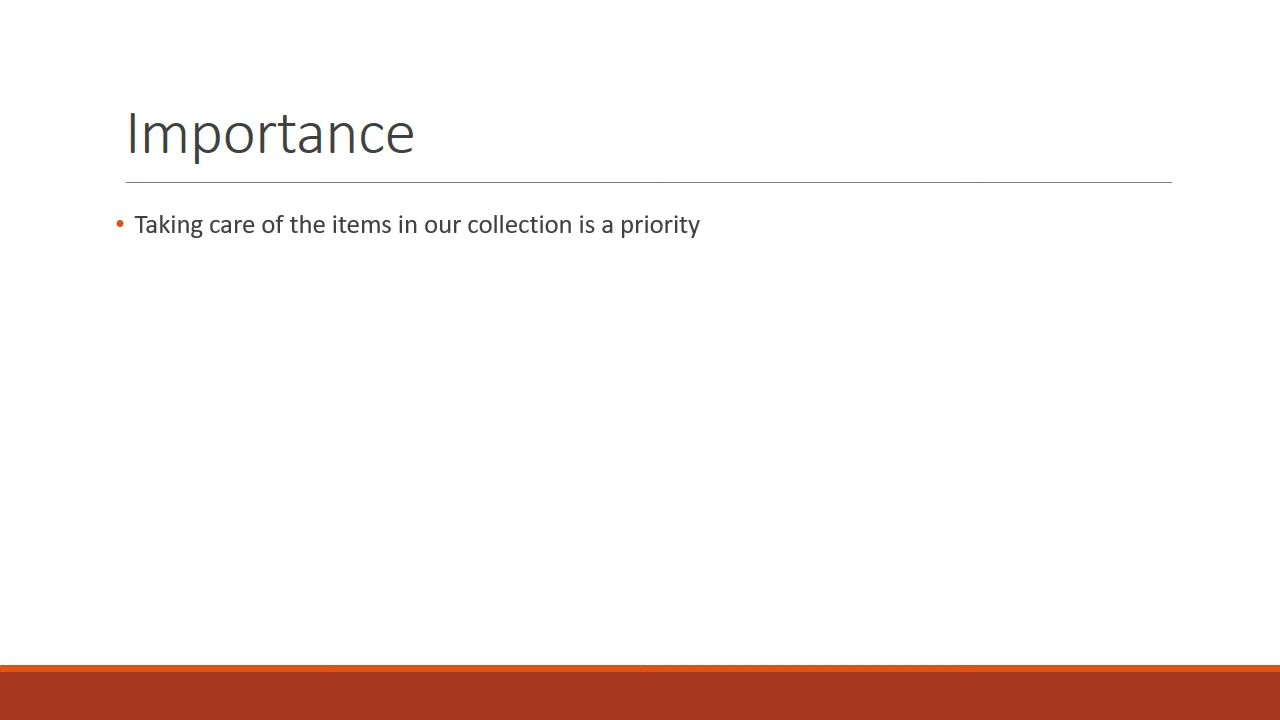 Importance
• Taking care of the items in our collection is a priority